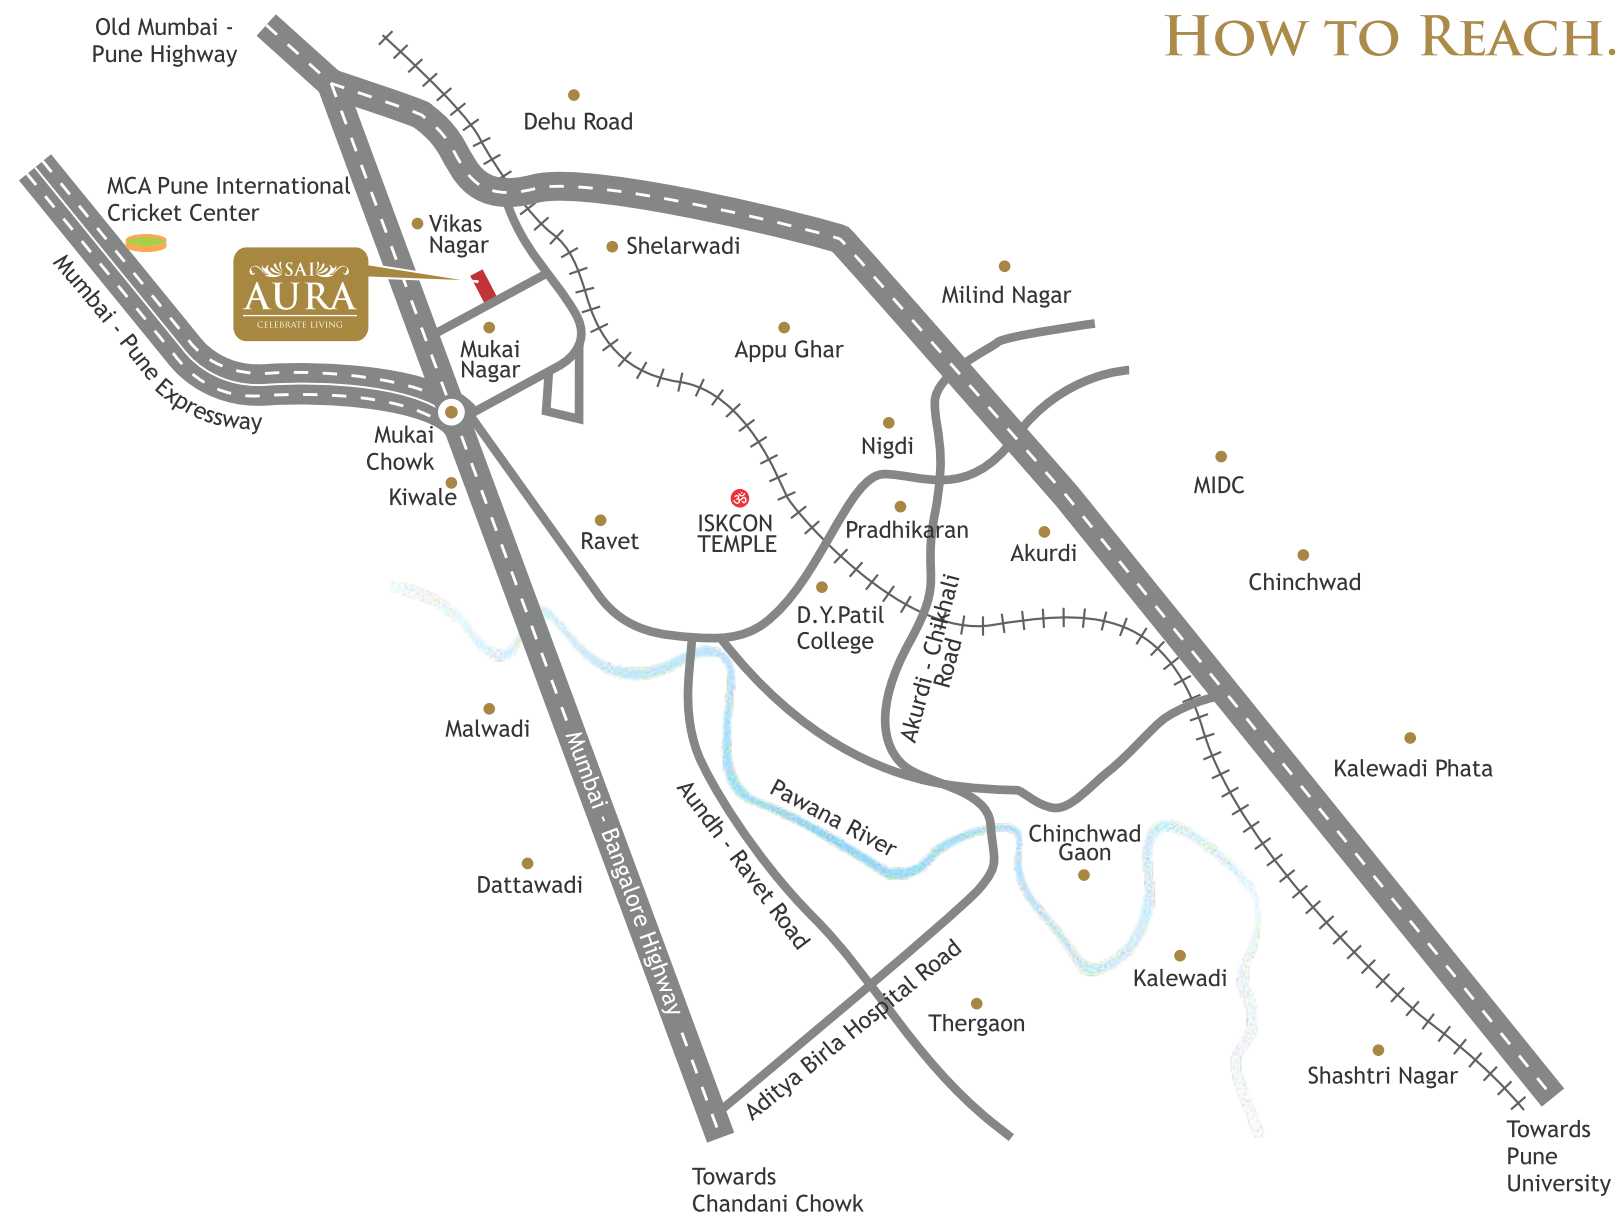 HOW TO REACH.
Old Mumbai -
Pune Highway
Dehu Road
MCA Pune International
Cricket Center
Vikas
Nagar
Shelarwadi
SAI
AURA
CELEBRATE LIVING
Milind Nagar
Mumbai - Pune Expressway
Mukai
Nagar
Appu Ghar
Mukai
Chowk
Nigdi
Kiwale
MIDC
Ravet
ISKCON
TEMPLE
ॐ
Pradhikaran
Akurdi
Chinchwad
D.Y.Patil
College
Akurdi - Chikhali
Road
Malwadi
Mumbai - Bangalore Highway
Kalewadi Phata
Pawana River
Aundh - Ravet Road
Chinchwad
Gaon
Dattawadi
Kalewadi
Aditya Birla Hospital Road
Thergaon
Shashtri Nagar
Towards
Pune
University
Towards
Chandani Chowk